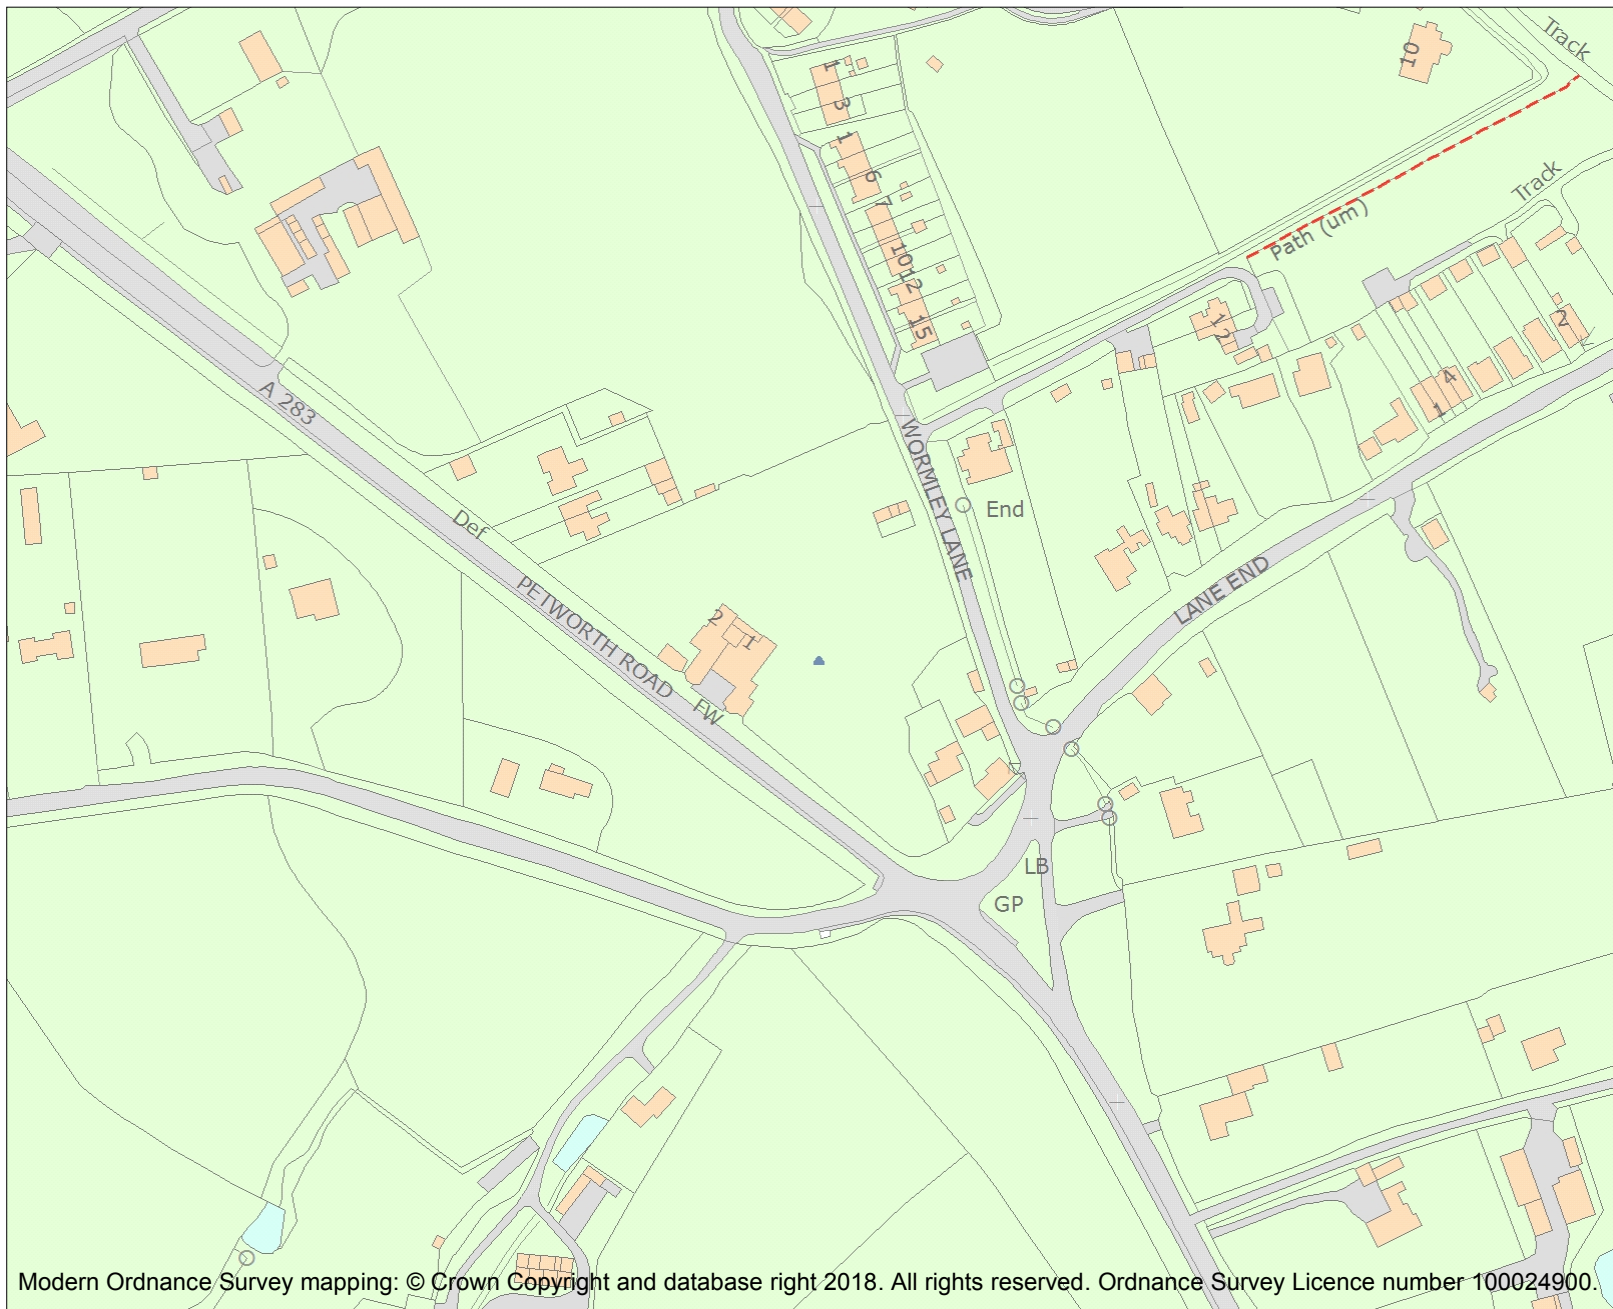 Track
10
1
3
1
6
7
Track
Path (um)
10
12
15
12
2
A 283
4
1
WORMLEY LANE
End
Def
LANE END
PETWORTH ROAD
2
1
FW
LB
GP
Modern Ordnance Survey mapping: © Crown Copyright and database right 2018. All rights reserved. Ordnance Survey Licence number 100024900.